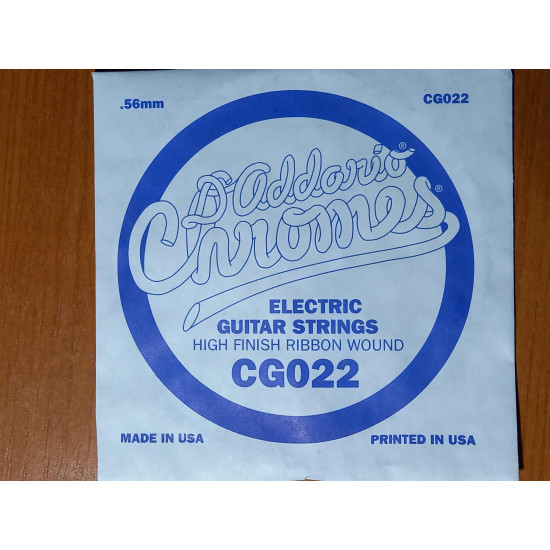 .56mm
CG022
D'Addario®
Chromes®
ELECTRIC
GUITAR STRINGS
HIGH FINISH RIBBON WOUND
CG022
MADE IN USA
PRINTED IN USA